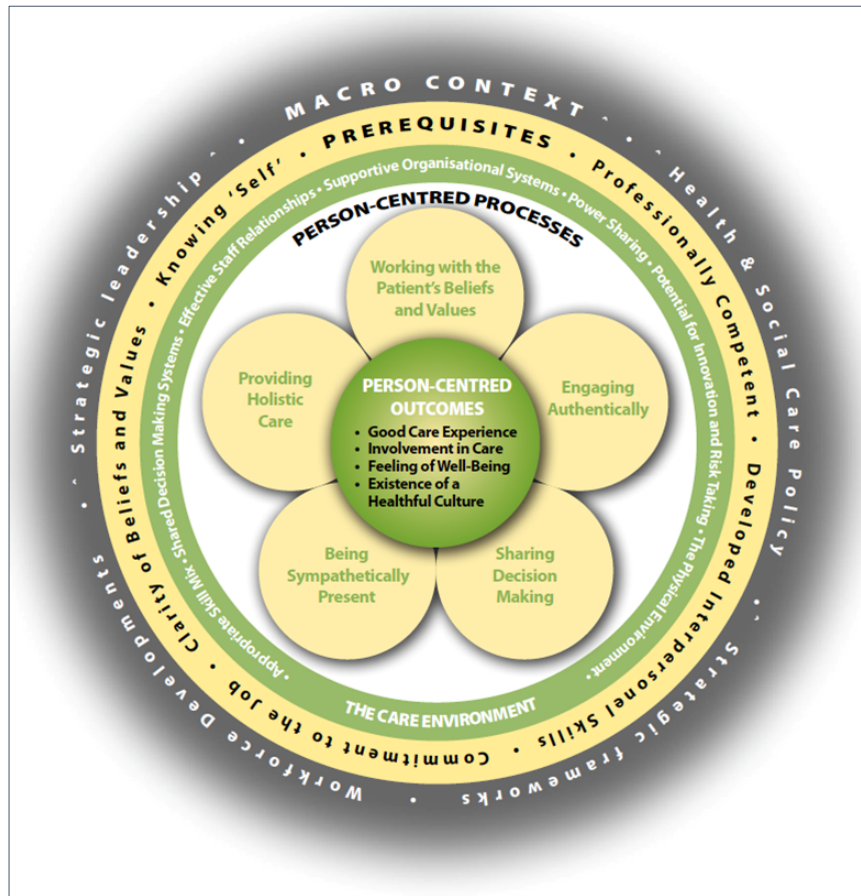 MACRO CONTEXT ˆ • ˆ Health & Social Care Policy • ˆ Strategic frameworks • Workforce Developments • ˆ Strategic leadership ˆ •
PREREQUISITES • Professionally Competent • Developed Interpersonel Skills • Commitment to the Job • Clarity of Beliefs and Values • Knowing ‘Self’ •
•Appropriate Skill Mix•Shared Decision Making Systems•Effective Staff Relationships•Supportive Organisational Systems•Power Sharing•Potential for Innovation and Risk Taking•The Physical Environment•
THE CARE ENVIRONMENT
PERSON-CENTRED PROCESSES
Working with the
Patient’s Beliefs
and Values
Providing
Holistic
Care
Engaging
Authentically
PERSON-CENTRED
OUTCOMES
• Good Care Experience
• Involvement in Care
• Feeling of Well-Being
• Existence of a
Healthful Culture
Being
Sympathetically
Present
Sharing
Decision
Making